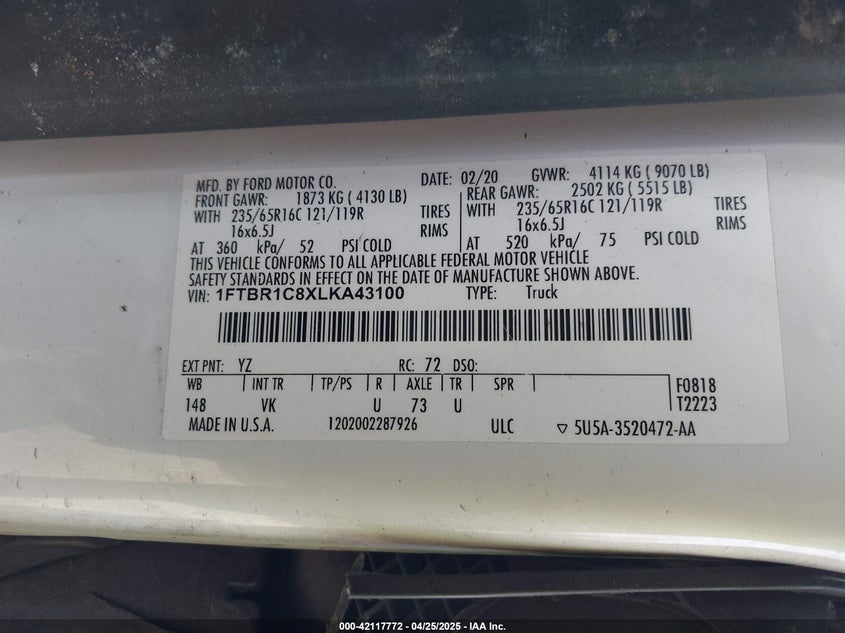 MFD. BY FORD MOTOR CO. DATE: 02/20 GVWR: 4114 KG ( 9070 LB)
FRONT GAWR: 1873 KG ( 4130 LB) REAR GAWR: 2502 KG ( 5515 LB)
WITH 235/65R16C 121/119R TIRES WITH 235/65R16C 121/119R TIRES
16x6.5J RIMS 16x6.5J RIMS
AT 360 kPa/ 52 PSI COLD AT 520 kPa/ 75 PSI COLD
THIS VEHICLE CONFORMS TO ALL APPLICABLE FEDERAL MOTOR VEHICLE
SAFETY STANDARDS IN EFFECT ON THE DATE OF MANUFACTURE SHOWN ABOVE.
VIN: 1FTBR1C8XLKA43100 TYPE: Truck
EXT PNT: YZ RC: 72 DSO:
WB INT TR TP/PS R AXLE TR SPR F0818
148 VK U 73 U T2223
MADE IN U.S.A. 1202002287926 ULC ▽ 5U5A-3520472-AA
000-42117772 - 04/25/2025 - IAA Inc.